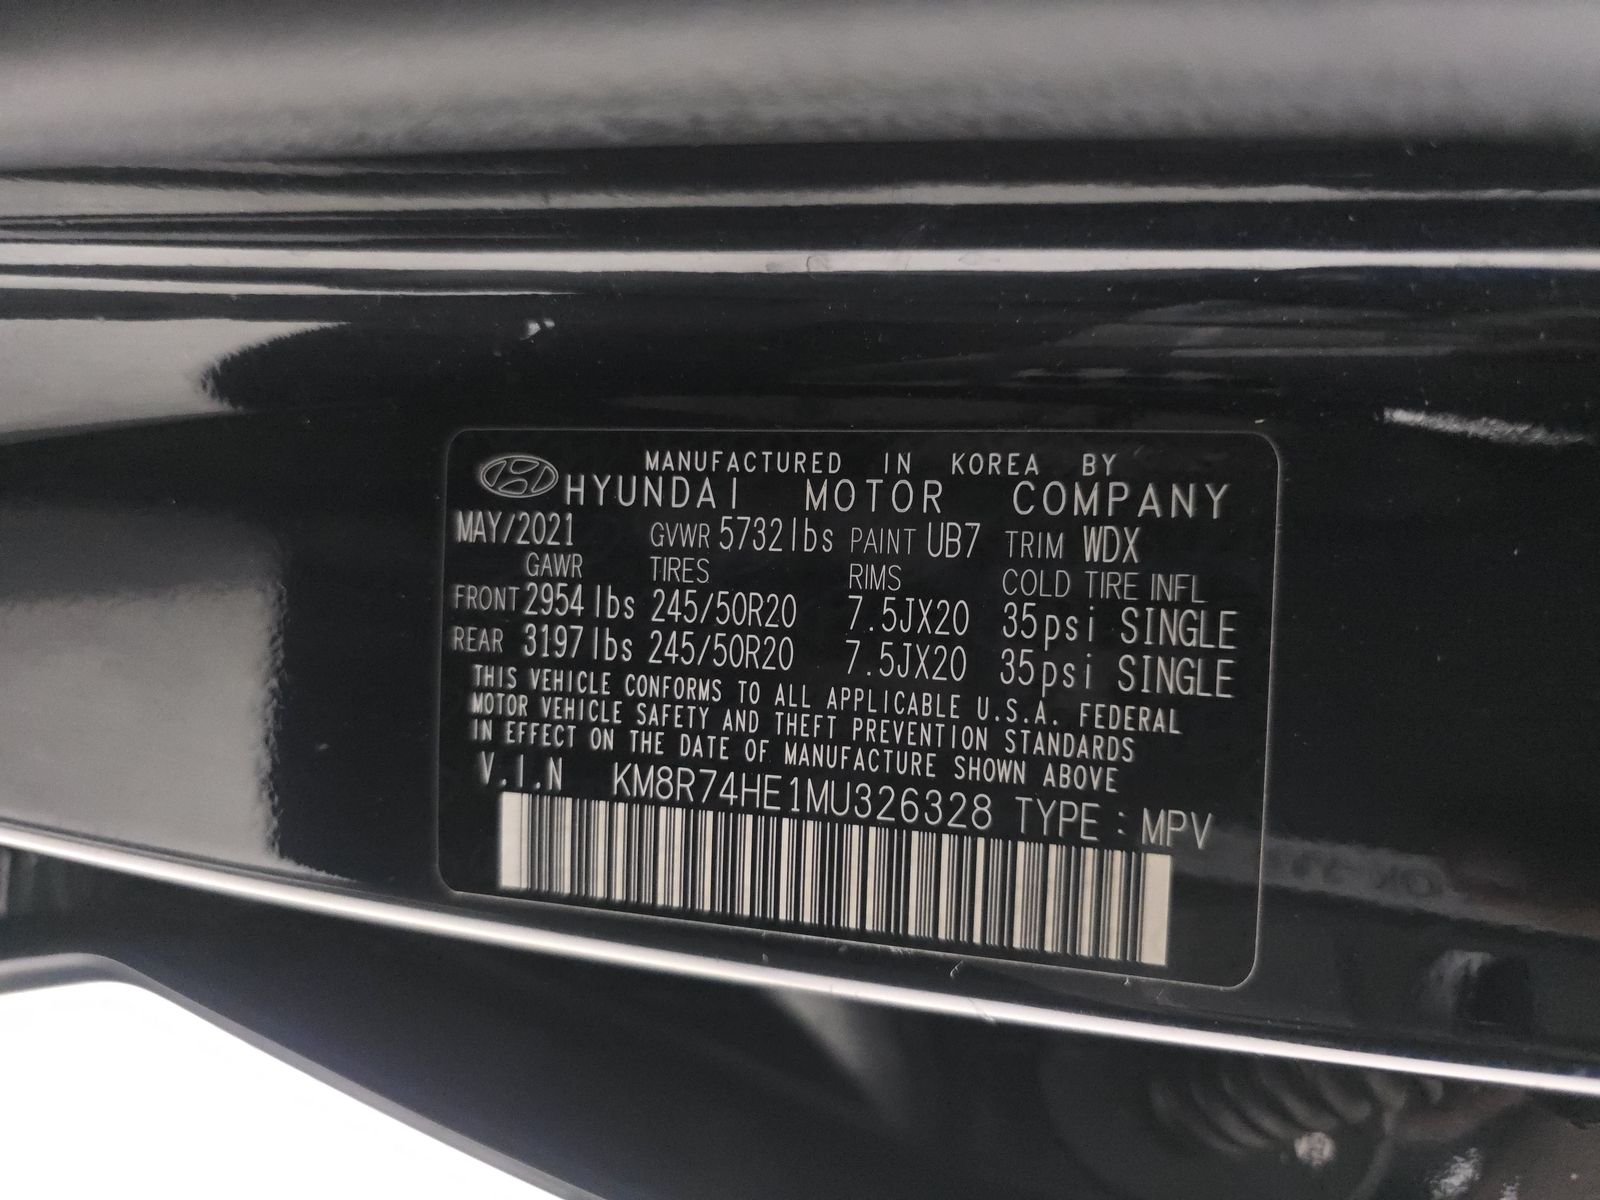 MANUFACTURED IN KOREA BY
HYUNDAI MOTOR COMPANY
MAY/2021 GVWR 5732lbs PAINT UB7 TRIM WDX
GAWR TIRES RIMS COLD TIRE INFL
FRONT 2954lbs 245/50R20 7.5JX20 35psi SINGLE
REAR 3197lbs 245/50R20 7.5JX20 35psi SINGLE
THIS VEHICLE CONFORMS TO ALL APPLICABLE U.S.A. FEDERAL
MOTOR VEHICLE SAFETY AND THEFT PREVENTION STANDARDS
IN EFFECT ON THE DATE OF MANUFACTURE SHOWN ABOVE
V.I.N KM8R74HE1MU326328 TYPE : MPV